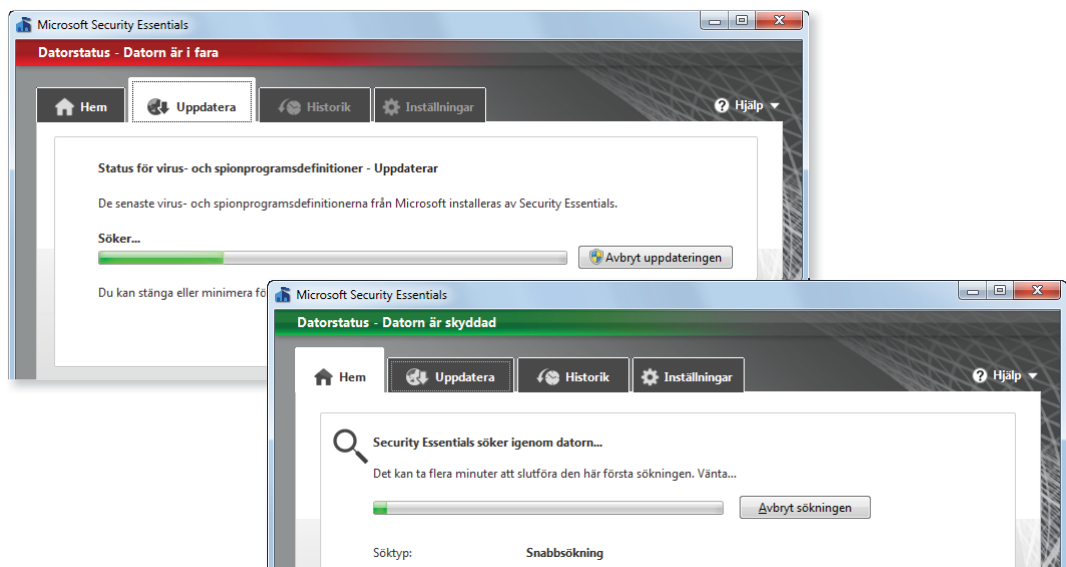 Microsoft Security Essentials
Datorstatus - Datorn är i fara
Hem Uppdatera Historik Inställningar Hjälp
Status för virus- och spionprogramsdefinitioner - Uppdaterar
De senaste virus- och spionprogramsdefinitionerna från Microsoft installeras av Security Essentials.
Söker...
Avbryt uppdateringen
Du kan stänga eller minimera fö
Microsoft Security Essentials
Datorstatus - Datorn är skyddad
Hem Uppdatera Historik Inställningar Hjälp
Security Essentials söker igenom datorn...
Det kan ta flera minuter att slutföra den här första sökningen. Vänta...
Avbryt sökningen
Söktyp: Snabbsökning